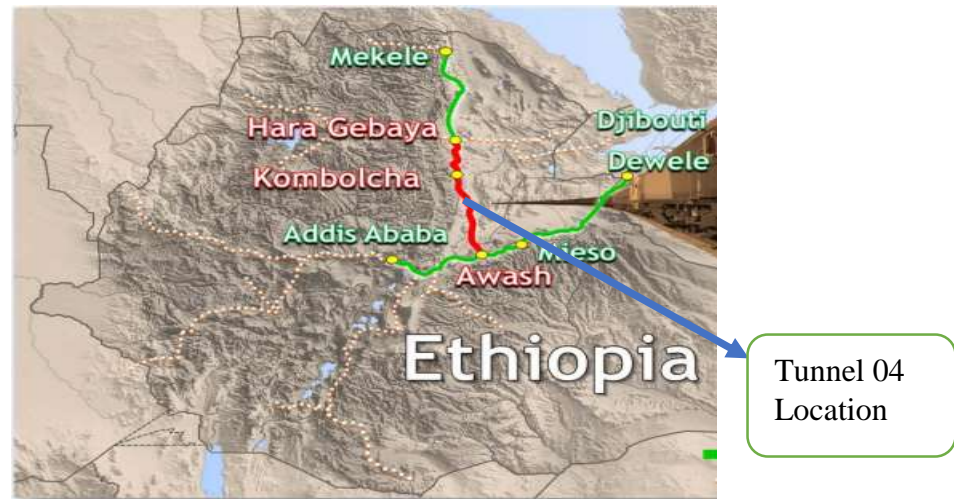 Mekele
Hara Gebaya
Djibouti
Dewele
Kombolcha
Addis Ababa
Mieso
Awash
Ethiopia
Tunnel 04
Location